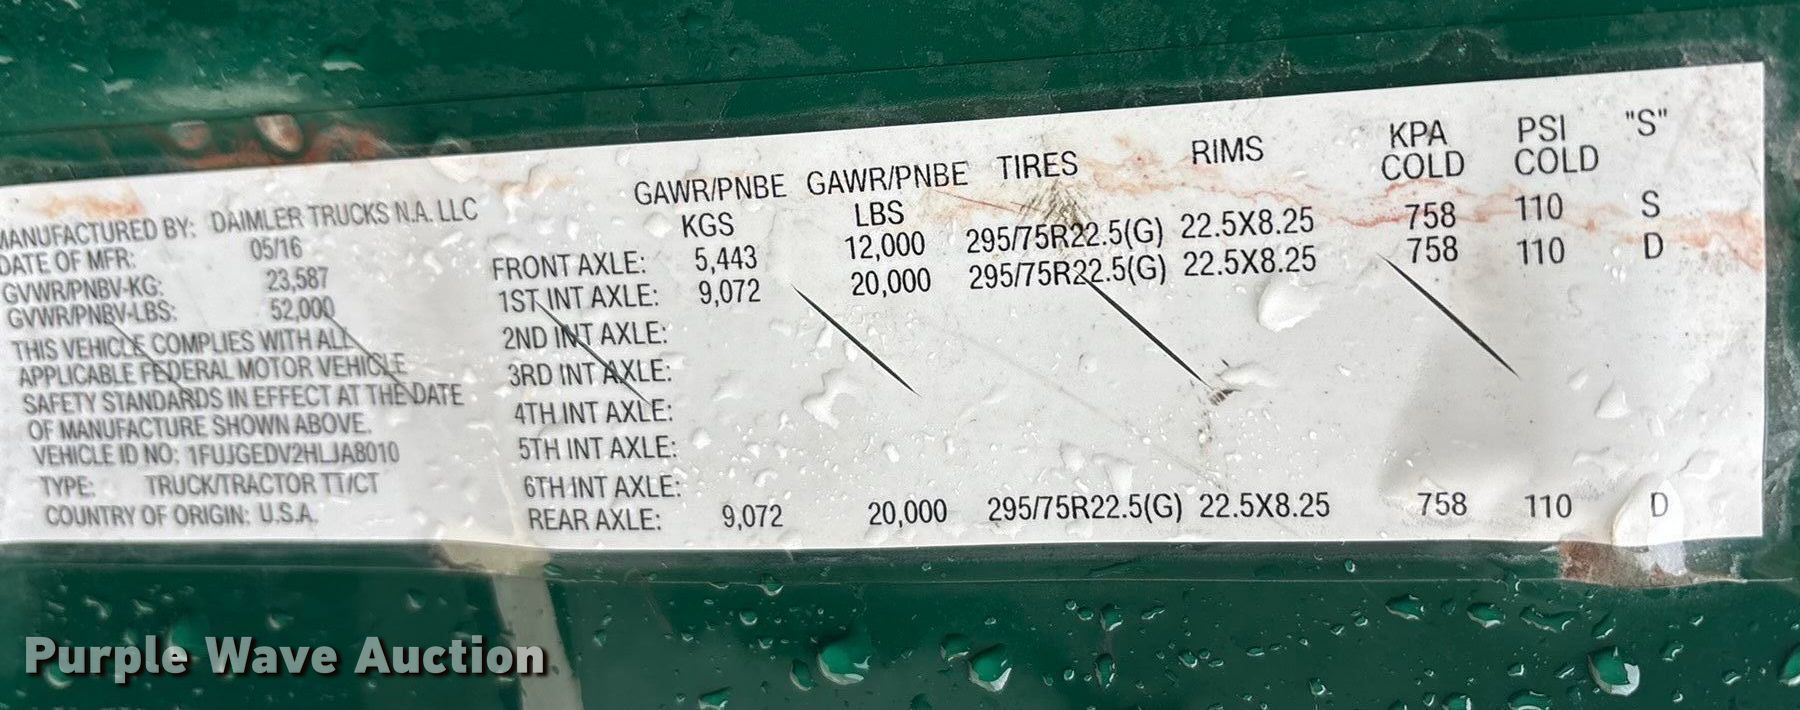 MANUFACTURED BY: DAIMLER TRUCKS N.A. LLC
DATE OF MFR: 05/16
GVWR/PNBV-KG: 23,587
GVWR/PNBV-LBS: 52,000
THIS VEHICLE COMPLIES WITH ALL
APPLICABLE FEDERAL MOTOR VEHICLE
SAFETY STANDARDS IN EFFECT AT THE DATE
OF MANUFACTURE SHOWN ABOVE.
VEHICLE ID NO: 1FUJGEDV2HLJA8010
TYPE: TRUCK/TRACTOR TT/CT
COUNTRY OF ORIGIN: U.S.A.
GAWR/PNBE GAWR/PNBE TIRES RIMS KPA PSI "S"
KGS LBS COLD COLD
FRONT AXLE: 5,443 12,000 295/75R22.5(G) 22.5X8.25 758 110 S
1ST INT AXLE: 9,072 20,000 295/75R22.5(G) 22.5X8.25 758 110 D
2ND INT AXLE:
3RD INT AXLE:
4TH INT AXLE:
5TH INT AXLE:
6TH INT AXLE:
REAR AXLE: 9,072 20,000 295/75R22.5(G) 22.5X8.25 758 110 D
Purple Wave Auction